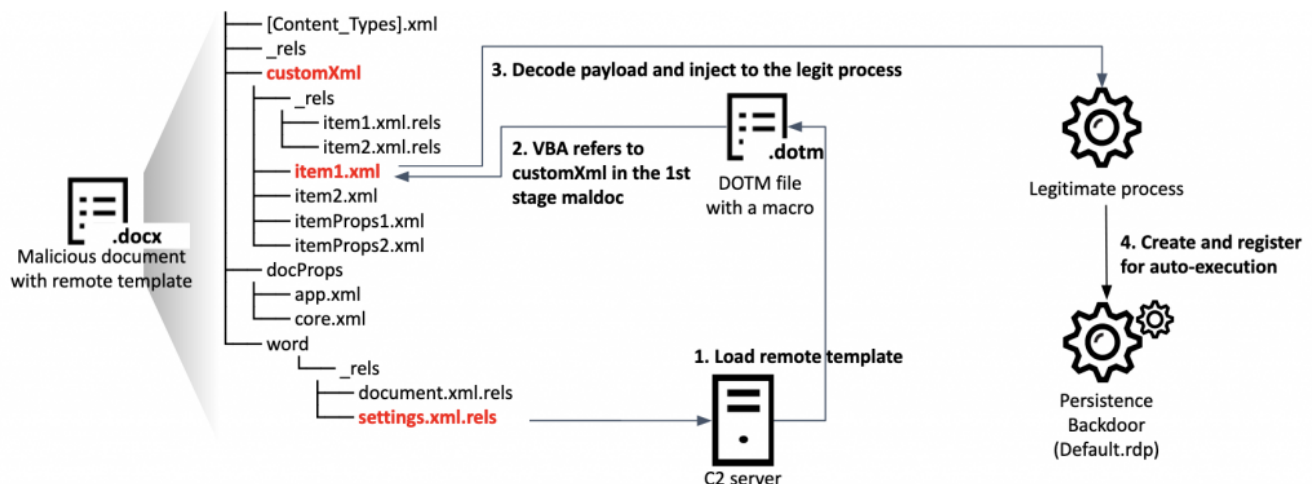 [Content_Types].xml
_rels
customXml
_rels
item1.xml.rels
item2.xml.rels
item1.xml
item2.xml
itemProps1.xml
itemProps2.xml
docProps
app.xml
core.xml
word
_rels
document.xml.rels
settings.xml.rels
.docx
Malicious document
with remote template
3. Decode payload and inject to the legit process
2. VBA refers to
customXml in the 1st
stage maldoc
.dotm
DOTM file
with a macro
1. Load remote template
C2 server
Legitimate process
4. Create and register
for auto-execution
Persistence
Backdoor
(Default.rdp)